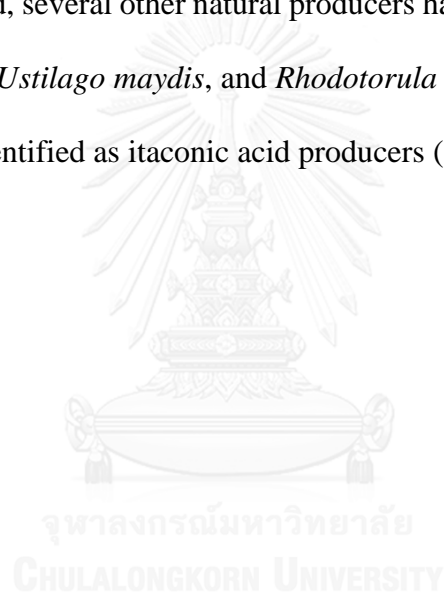 d, several other natural producers ha
Ustilago maydis, and Rhodotorula
entified as itaconic acid producers (
จุฬาลงกรณ์มหาวิทยาลัย
CHULALONGKORN UNIVERSITY